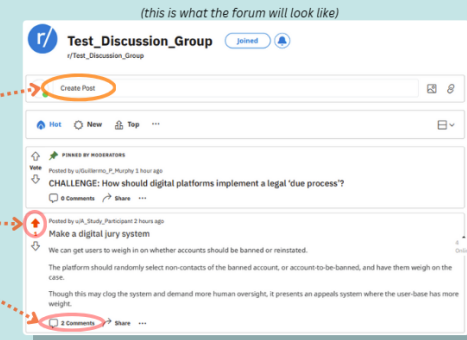 (this is what the forum will look like)
r/
Test_Discussion_Group
Joined
r/Test_Discussion_Group
Create Post
Hot New Top ...
PINNED BY MODERATORS
Vote
Posted by u/Guillermo_P_Murphy 1 hour ago
CHALLENGE: How should digital platforms implement a legal 'due process'?
0 Comments Share ...
Posted by u/A_Study_Participant 2 hours ago
1
Make a digital jury system
We can get users to weigh in on whether accounts should be banned or reinstated.
The platform should randomly select non-contacts of the banned account, or account-to-be-banned, and have them weigh on the
case.
Though this may clog the system and demand more human oversight, it presents an appeals system where the user-base has more
weight.
2 Comments Share ...